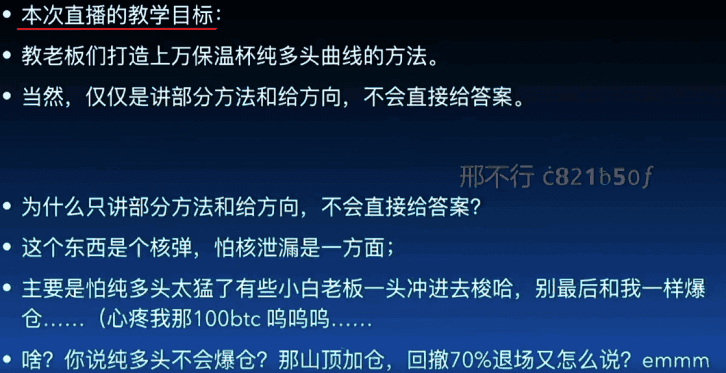 • 本次直播的教学目标：
• 教老板们打造上万保温杯纯多头曲线的方法。
• 当然，仅仅是讲部分方法和给方向，不会直接给答案。
邢不行 c821b50f
• 为什么只讲部分方法和给方向，不会直接给答案？
• 这个东西是个核弹，怕核泄漏是一方面；
• 主要是怕纯多头太猛了有些小白老板一头冲进去梭哈，别最后和我一样爆
仓……（心疼我那100btc 呜呜呜……
• 啥？你说纯多头不会爆仓？那山顶加仓，回撤70%退场又怎么说？emmm